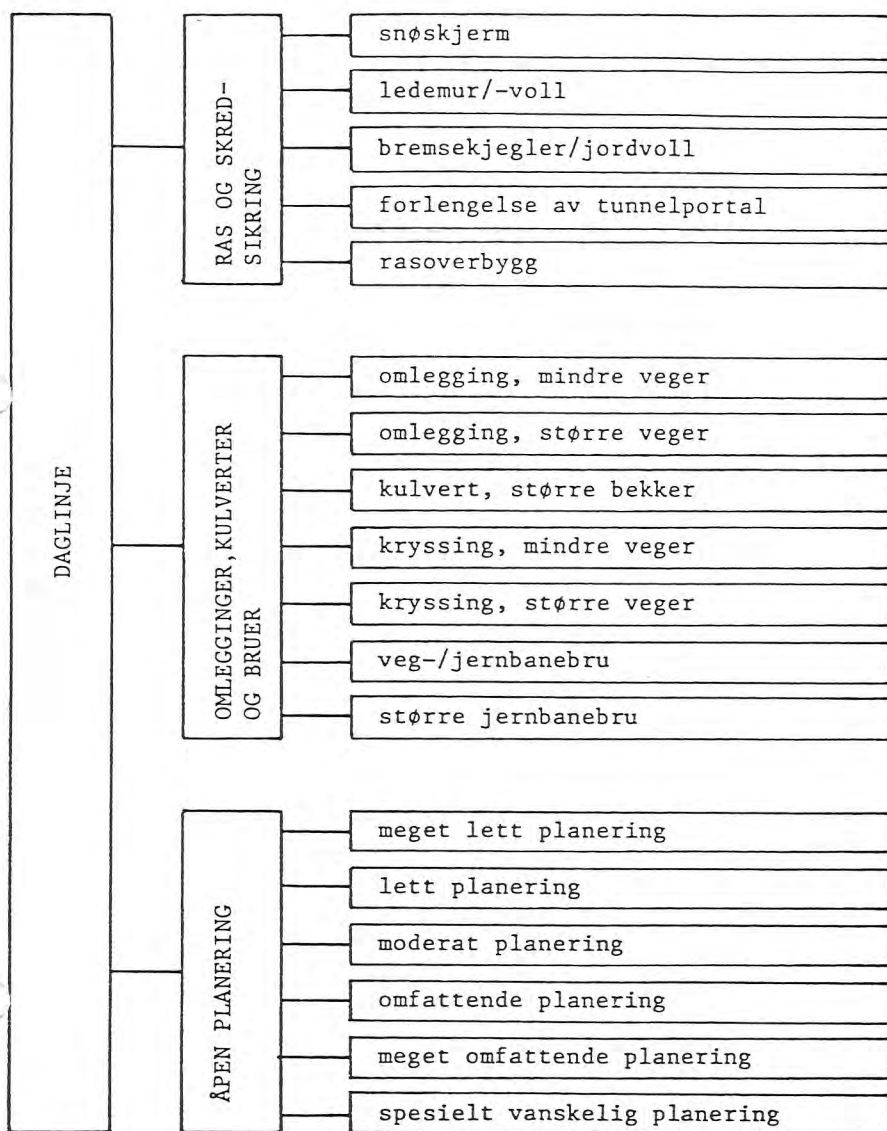 DAGLINJE
RAS OG SKRED-
SIKRING
snøskjerm
ledemur/-voll
bremsekjegler/jordvoll
forlengelse av tunnelportal
rasoverbygg
OMLEGGINGER, KULVERTER
OG BRUER
omlegging, mindre veger
omlegging, større veger
kulvert, større bekker
kryssing, mindre veger
kryssing, større veger
veg-/jernbanebru
større jernbanebru
ÅPEN PLANERING
meget lett planering
lett planering
moderat planering
omfattende planering
meget omfattende planering
spesielt vanskelig planering